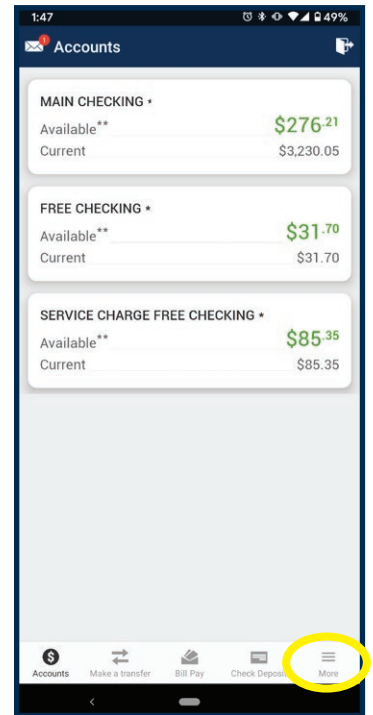 1:47 49%
1 Accounts
MAIN CHECKING *
Available** $276.21
Current $3,230.05
FREE CHECKING *
Available** $31.70
Current $31.70
SERVICE CHARGE FREE CHECKING *
Available** $85.35
Current $85.35
$
Accounts Make a transfer Bill Pay Check Deposit More